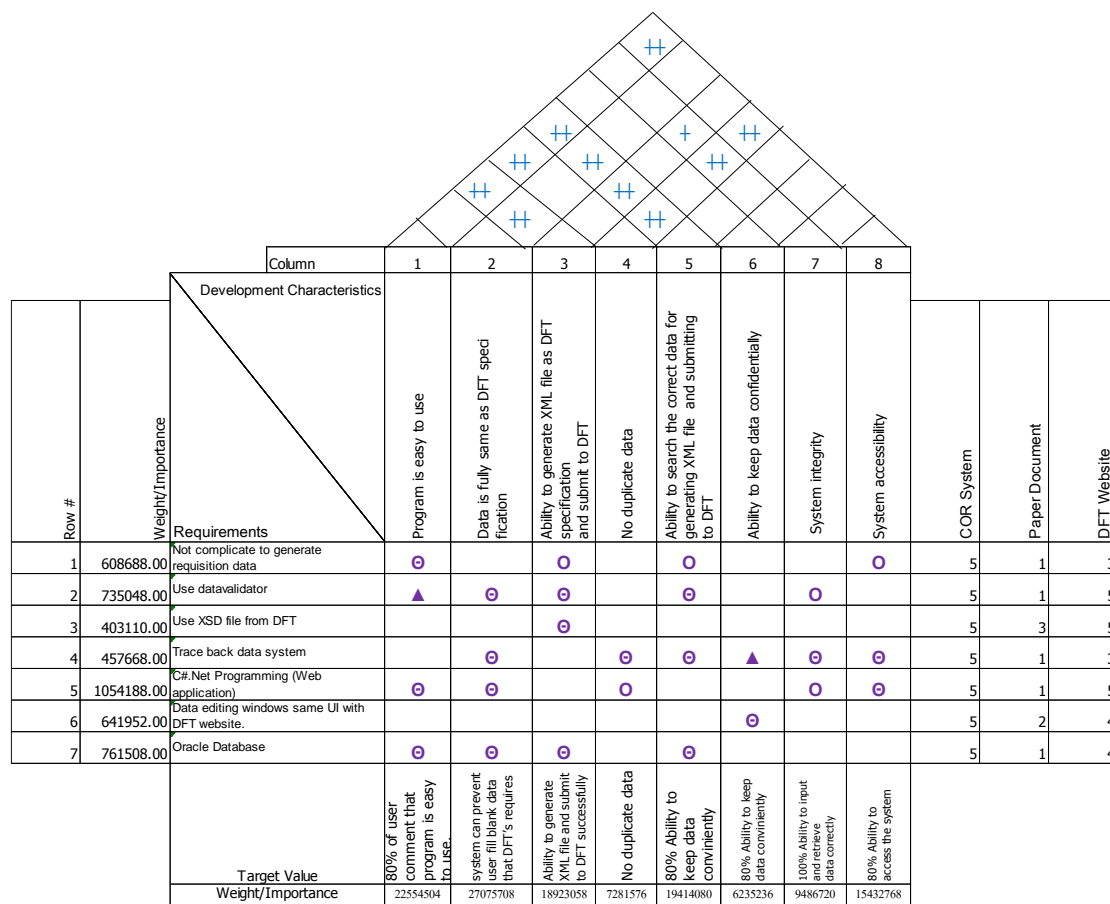 Column 1 2 3 4 5 6 7 8
Development Characteristics
Row #
Weight/Importance
Requirements
Program is easy to use
Data is fully same as DFT speci
fication
Ability to generate XML file as DFT
specification
and submit to DFT
No duplicate data
Ability to search the correct data for
generating XML file and submitting
to DFT
Ability to keep data confidentially
System integrity
System accessibility
COR System
Paper Document
DFT Website
1 608688.00 Not complicate to generate
requisition data
Θ O O O 5 1
2 735048.00 Use datavalidator ▲ Θ Θ Θ O 5 1
3 403110.00 Use XSD file from DFT Θ 5 3
4 457668.00 Trace back data system Θ Θ Θ ▲ Θ Θ 5 1
5 1054188.00 C#.Net Programming (Web
application)
Θ Θ O O Θ 5 1
6 641952.00 Data editing windows same UI with
DFT website.
Θ 5 2
7 761508.00 Oracle Database Θ Θ Θ Θ 5 1
Target Value
80% of user
comment that
program is easy
to use.
system can prevent
user fill blank data
that DFT's requires
Ability to generate
XML file and submit
to DFT successfully
No duplicate data
80% Ability to
keep data
conviniently
80% Ability to keep
data conviniently
100% Ability to input
and retrieve
data correctly
80% Ability to
access the system
Weight/Importance 22554504 27075708 18923058 7281576 19414080 6235236 9486720 15432768